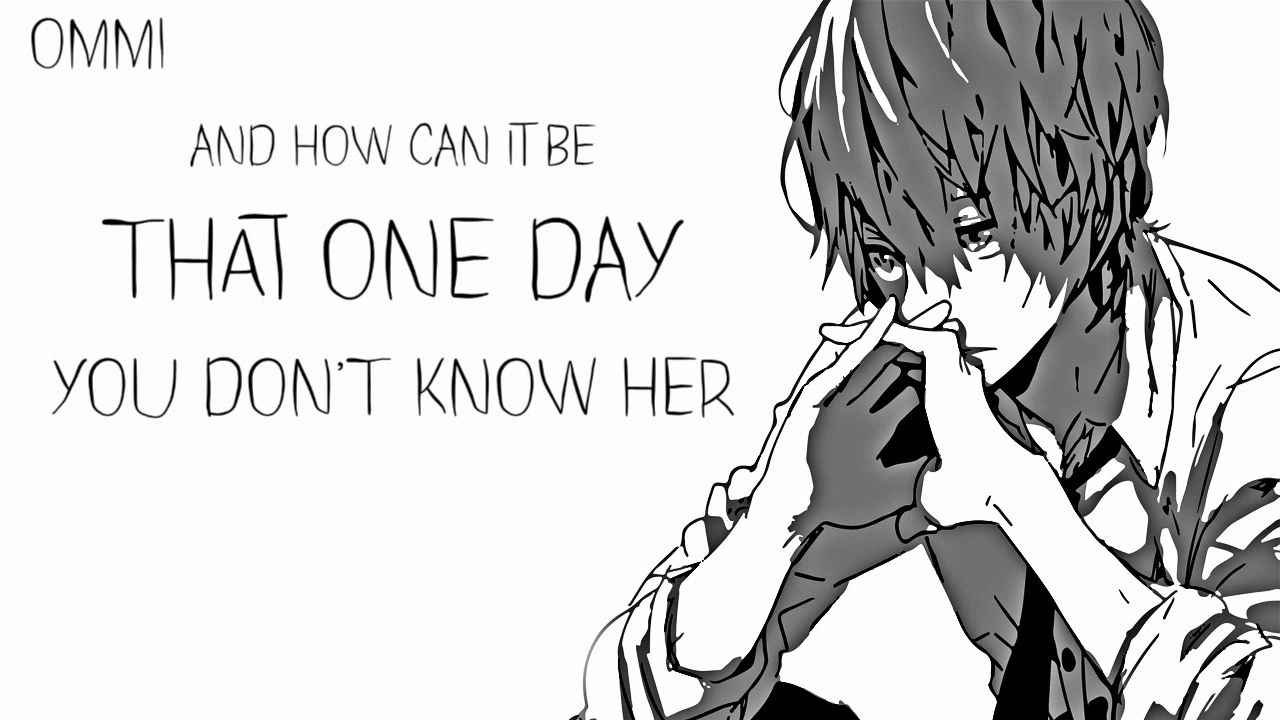 OMMI
AND HOW CAN IT BE
THAT ONE DAY
YOU DON'T KNOW HER